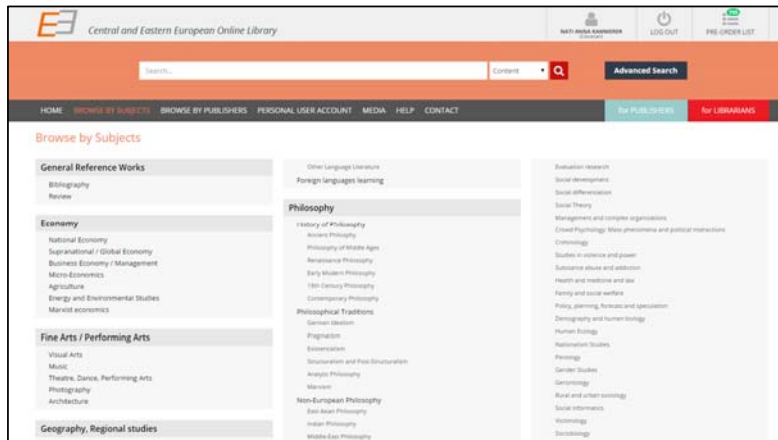 Central and Eastern European Online Library
(Librarian)
LOG OUT
PRE-ORDER LIST
Search...
Content
Advanced Search
HOME
BROWSE BY SUBJECTS
BROWSE BY PUBLISHERS
PERSONAL USER ACCOUNT
MEDIA
HELP
CONTACT
for PUBLISHERS
for LIBRARIANS
Browse by Subjects
General Reference Works
Bibliography
Review
Economy
National Economy
Supranational / Global Economy
Business Economy / Management
Micro-Economics
Agriculture
Energy and Environmental Studies
Marxist economics
Fine Arts / Performing Arts
Visual Arts
Music
Theatre, Dance, Performing Arts
Photography
Architecture
Geography, Regional studies
Other Language Literature
Foreign languages learning
Philosophy
History of Philosophy
Ancient Philosphy
Philosophy of Middle Ages
Renaissance Philosophy
Early Modern Philosophy
19th Century Philosophy
Contemporary Philosophy
Philosophical Traditions
German Idealism
Pragmatism
Existentialism
Structuralism and Post-Structuralism
Analytic Philosophy
Marxism
Non-European Philosophy
East Asian Philosophy
Indian Philosophy
Middle-East Philosophy
Evaluation research
Social development
Social differentiation
Social Theory
Management and complex organizations
Crowd Psychology: Mass phenomena and political interactions
Criminology
Studies in violence and power
Substance abuse and addiction
Health and medicine and law
Family and social welfare
Policy, planning, forecast and speculation
Demography and human biology
Human Ecology
Nationalism Studies
Penology
Gender Studies
Gerontology
Rural and urban sociology
Social Informatics
Victimology
Sociobiology